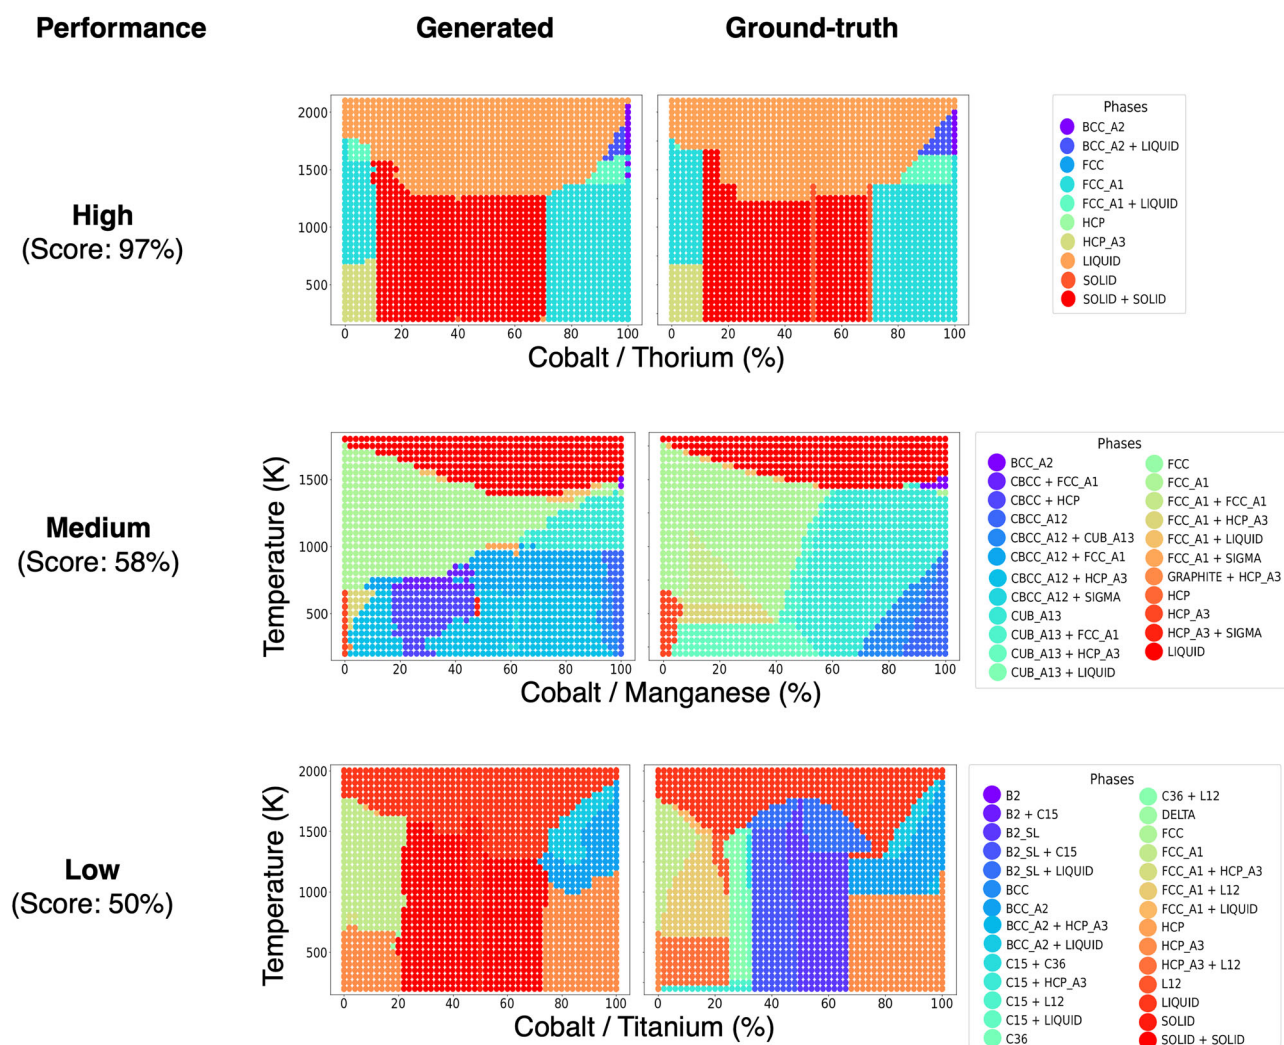 Performance
Generated
Ground-truth
High
(Score: 97%)
2000
1500
1000
500
0 20 40 60 80 100
0 20 40 60 80 100
Cobalt / Thorium (%)
Phases
BCC_A2
BCC_A2 + LIQUID
FCC
FCC_A1
FCC_A1 + LIQUID
HCP
HCP_A3
LIQUID
SOLID
SOLID + SOLID
Medium
(Score: 58%)
Temperature (K)
1500
1000
500
0 20 40 60 80 100
0 20 40 60 80 100
Cobalt / Manganese (%)
Phases
BCC_A2
CBCC + FCC_A1
CBCC + HCP
CBCC_A12
CBCC_A12 + CUB_A13
CBCC_A12 + FCC_A1
CBCC_A12 + HCP_A3
CBCC_A12 + SIGMA
CUB_A13
CUB_A13 + FCC_A1
CUB_A13 + HCP_A3
CUB_A13 + LIQUID
FCC
FCC_A1
FCC_A1 + FCC_A1
FCC_A1 + HCP_A3
FCC_A1 + LIQUID
FCC_A1 + SIGMA
GRAPHITE + HCP_A3
HCP
HCP_A3
HCP_A3 + SIGMA
LIQUID
Low
(Score: 50%)
Temperature (K)
2000
1500
1000
500
0 20 40 60 80 100
0 20 40 60 80 100
Cobalt / Titanium (%)
Phases
B2
B2 + C15
B2_SL
B2_SL + C15
B2_SL + LIQUID
BCC
BCC_A2
BCC_A2 + HCP_A3
BCC_A2 + LIQUID
C15 + C36
C15 + HCP_A3
C15 + L12
C15 + LIQUID
C36
C36 + L12
DELTA
FCC
FCC_A1
FCC_A1 + HCP_A3
FCC_A1 + L12
FCC_A1 + LIQUID
HCP
HCP_A3
HCP_A3 + L12
L12
LIQUID
SOLID
SOLID + SOLID